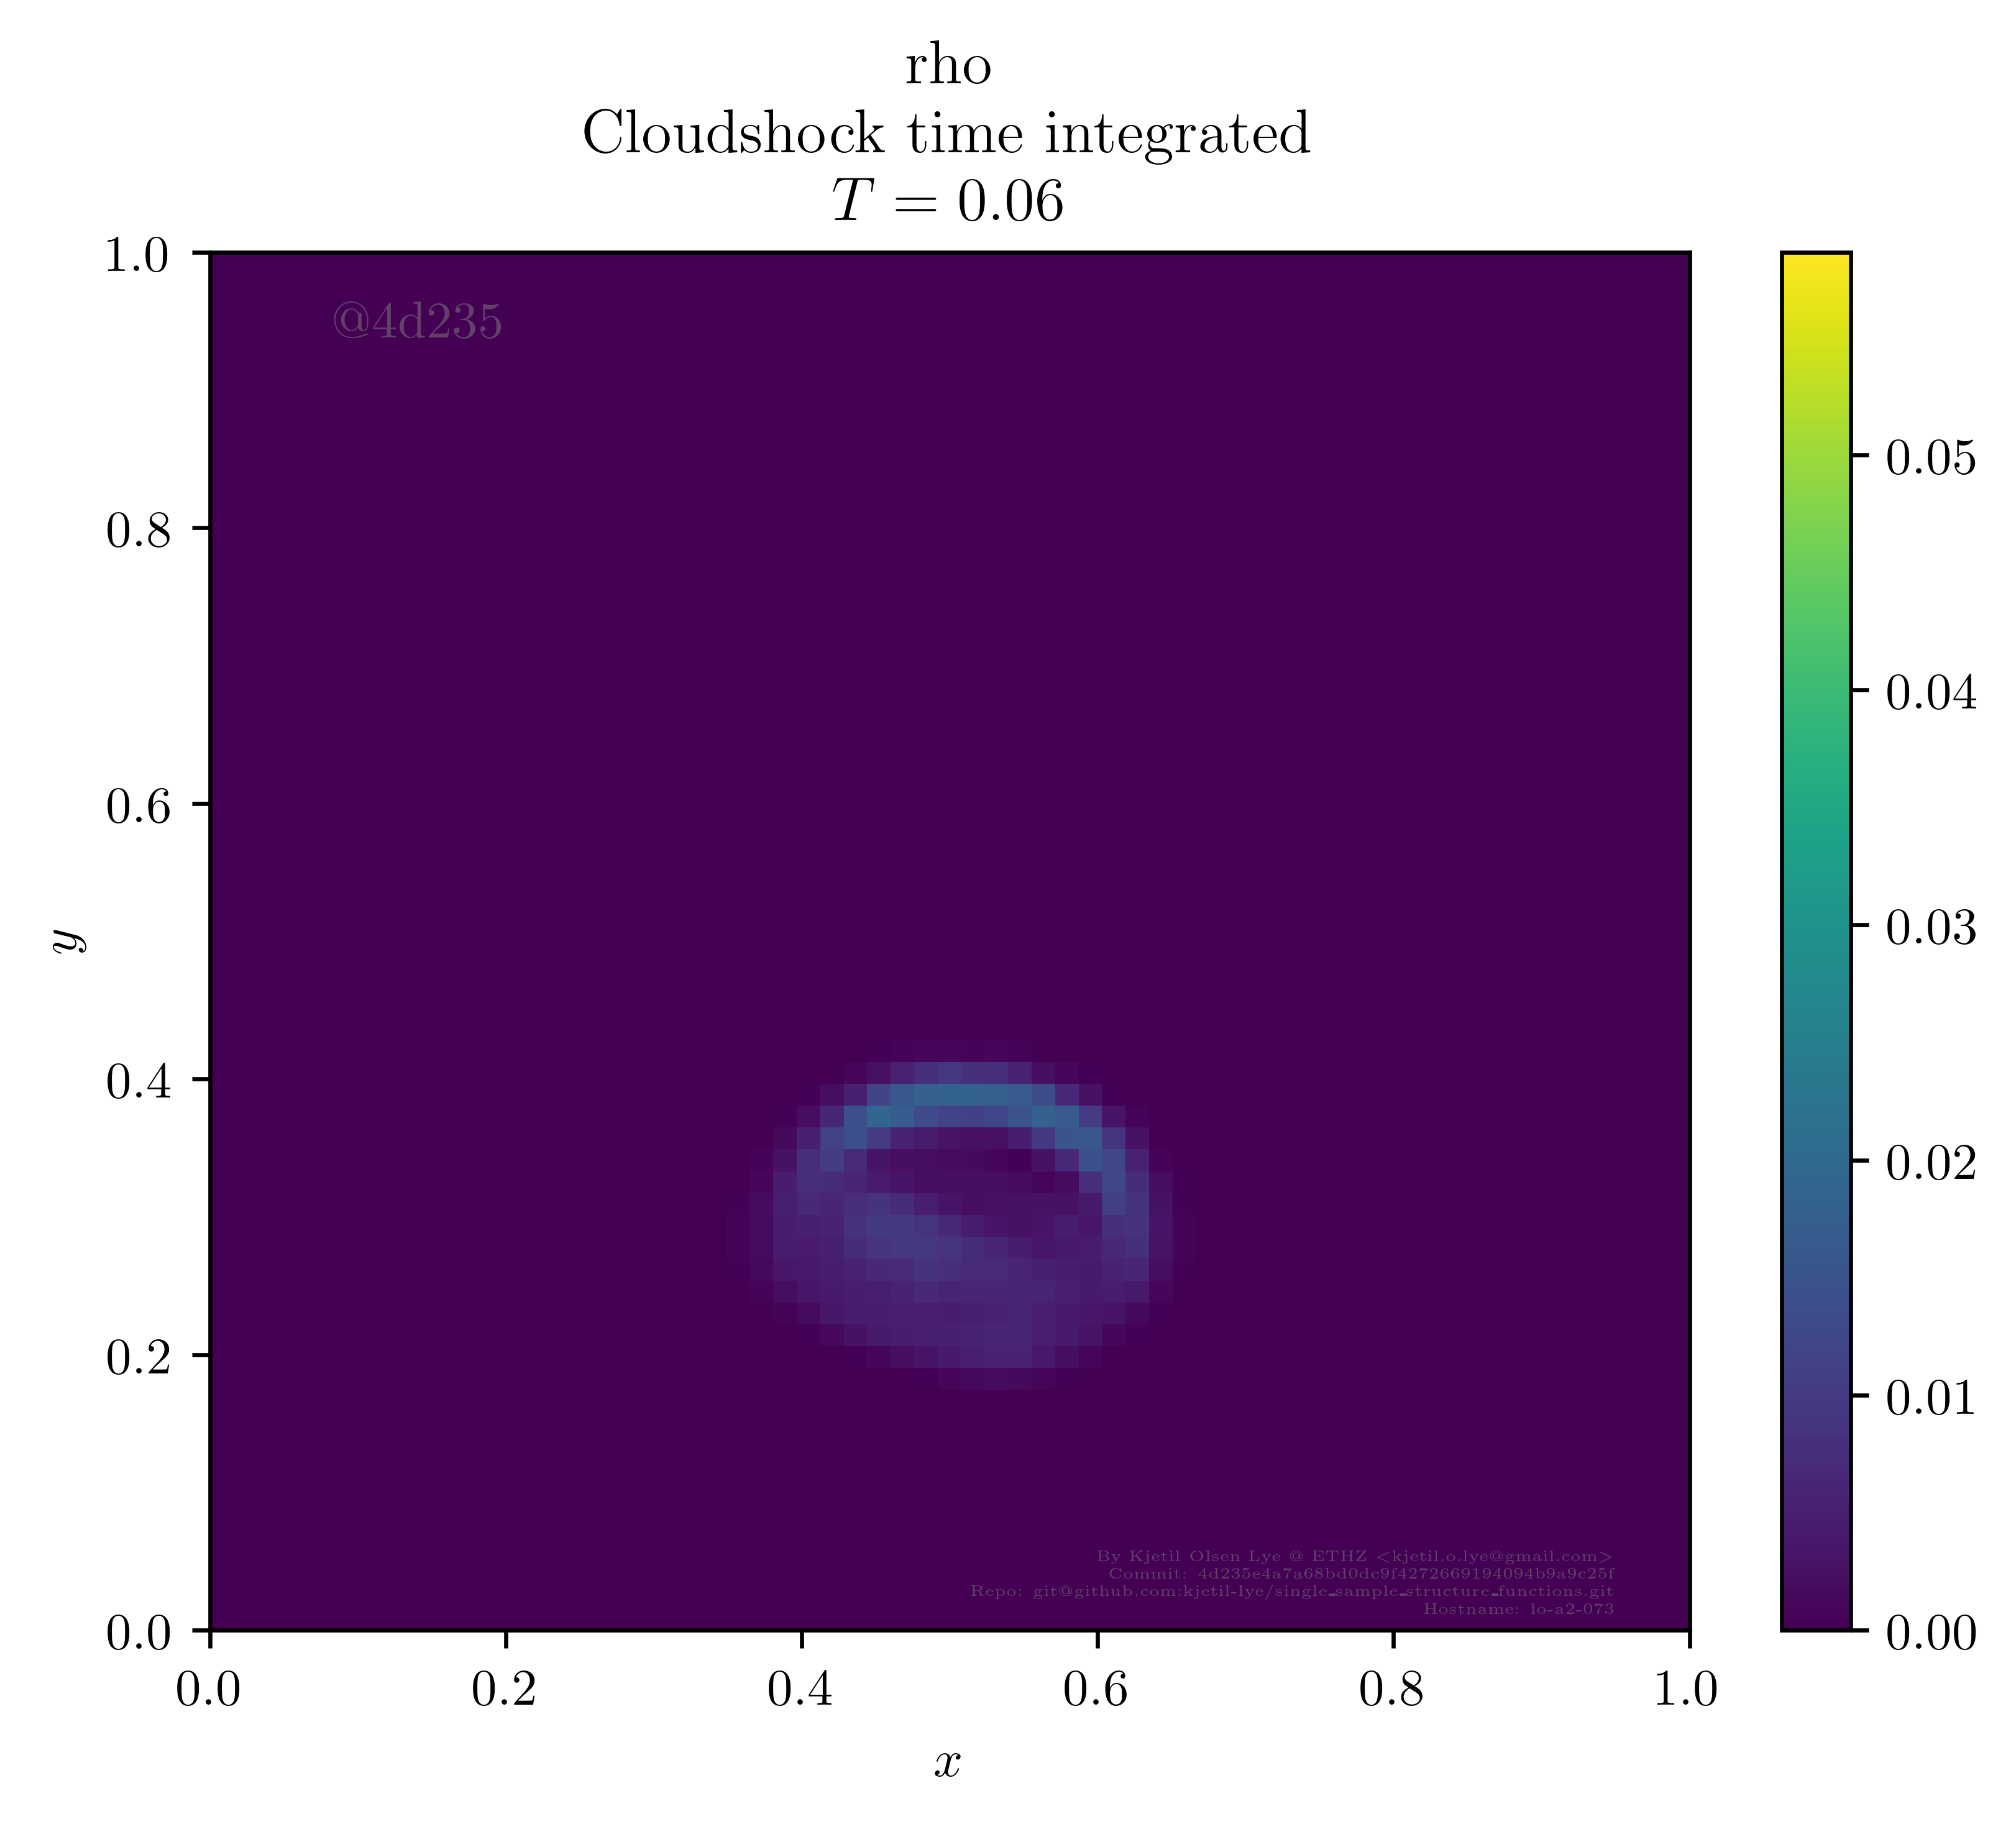 rho
Cloudshock time integrated
T = 0.06
1.0
0.8
0.6
0.4
0.2
0.0
y
@4d235
0.05
0.04
0.03
0.02
0.01
0.00
By Kjetil Olsen Lye @ ETHZ <kjetil.o.lye@gmail.com>
Commit: 4d235e4a7a68bd0dc9f4272669194094b9a9c25f
Repo: git@github.com:kjetil-lye/single_sample_structure_functions.git
Hostname: lo-a2-073
0.0 0.2 0.4 0.6 0.8 1.0
x